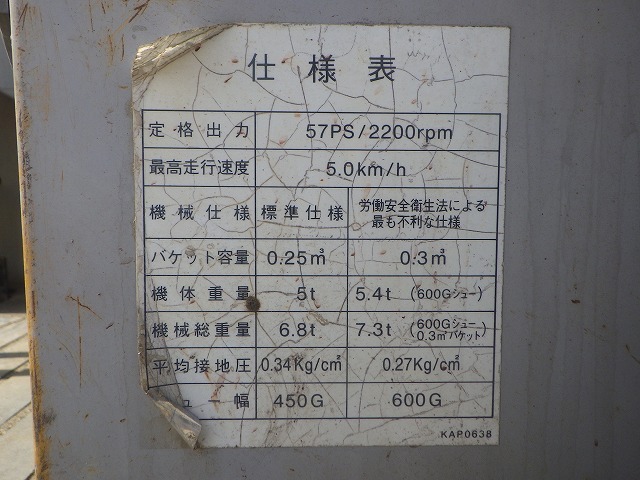 仕様表
定格出力 57PS/2200rpm
最高走行速度 5.0km/h
機械仕様 標準仕様 労働安全衛生法による
最も不利な仕様
バケット容量 0.25m³ 0.3m³
機体重量 5t 5.4t (600Gシュー)
機械総重量 6.8t 7.3t (600Gシュー
0.3m³バケット)
平均接地圧 0.34Kg/cm² 0.27Kg/cm²
ュー幅 450G 600G
KAP0638